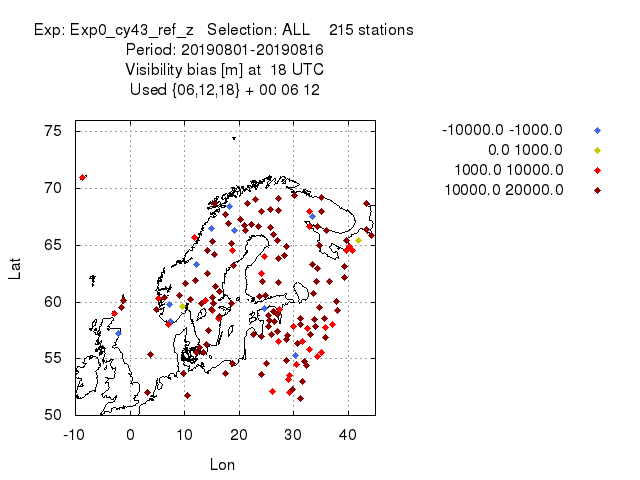 Exp: Exp0_cy43_ref_z   Selection: ALL    215 stations
Period: 20190801-20190816
Visibility bias [m] at  18 UTC
Used {06,12,18} + 00 06 12
-10000.0 -1000.0
0.0 1000.0
1000.0 10000.0
10000.0 20000.0
75
70
65
60
55
50
Lat
-10 0 10 20 30 40
Lon